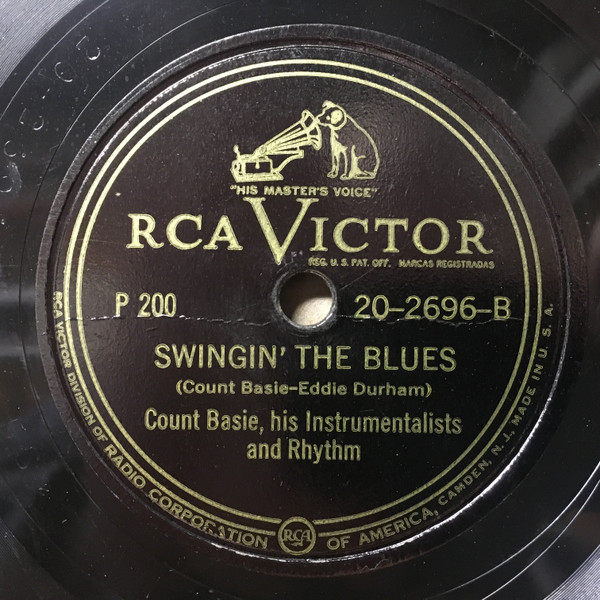 "HIS MASTER'S VOICE"
RCA VICTOR
REG. U. S. PAT. OFF. MARCAS REGISTRADAS
P 200
20-2696-B
SWINGIN' THE BLUES
(Count Basie-Eddie Durham)
Count Basie, his Instrumentalists
and Rhythm
RCA VICTOR DIVISION OF RADIO CORPORATION OF AMERICA, CAMDEN, N. J. MADE IN U. S. A.
RCA